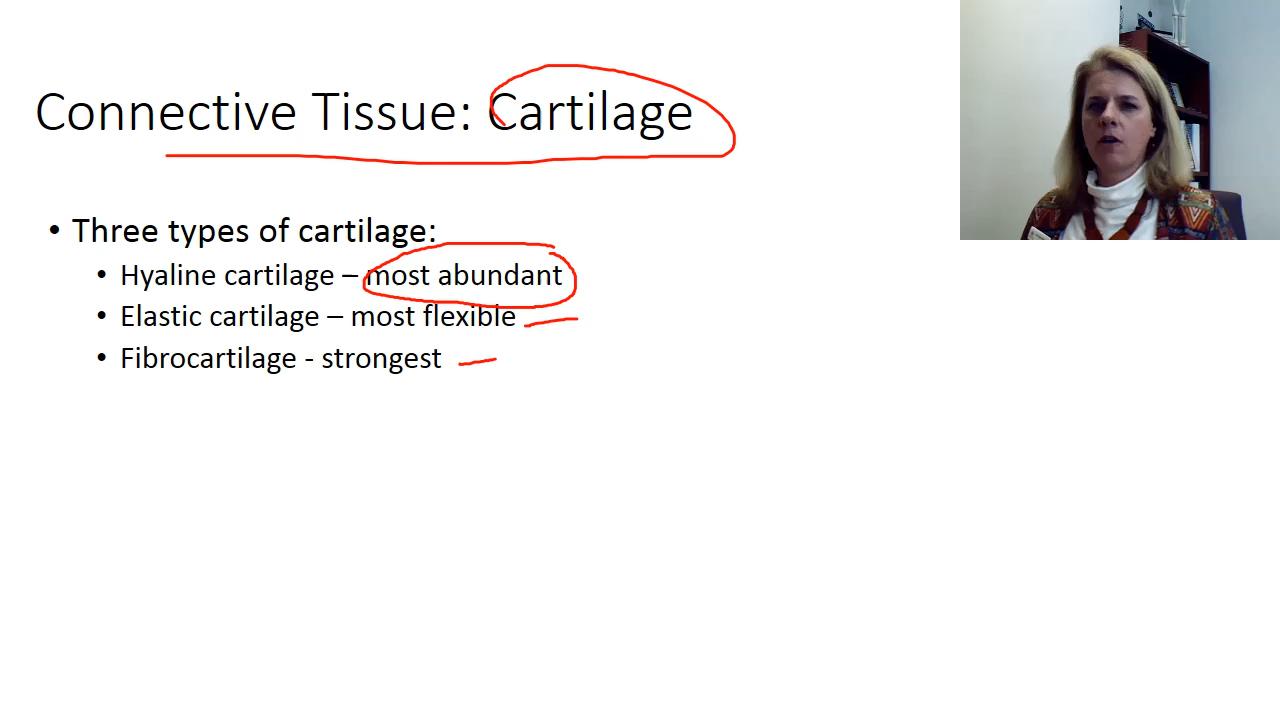 Connective Tissue: Cartilage
• Three types of cartilage:
• Hyaline cartilage – most abundant
• Elastic cartilage – most flexible
• Fibrocartilage - strongest